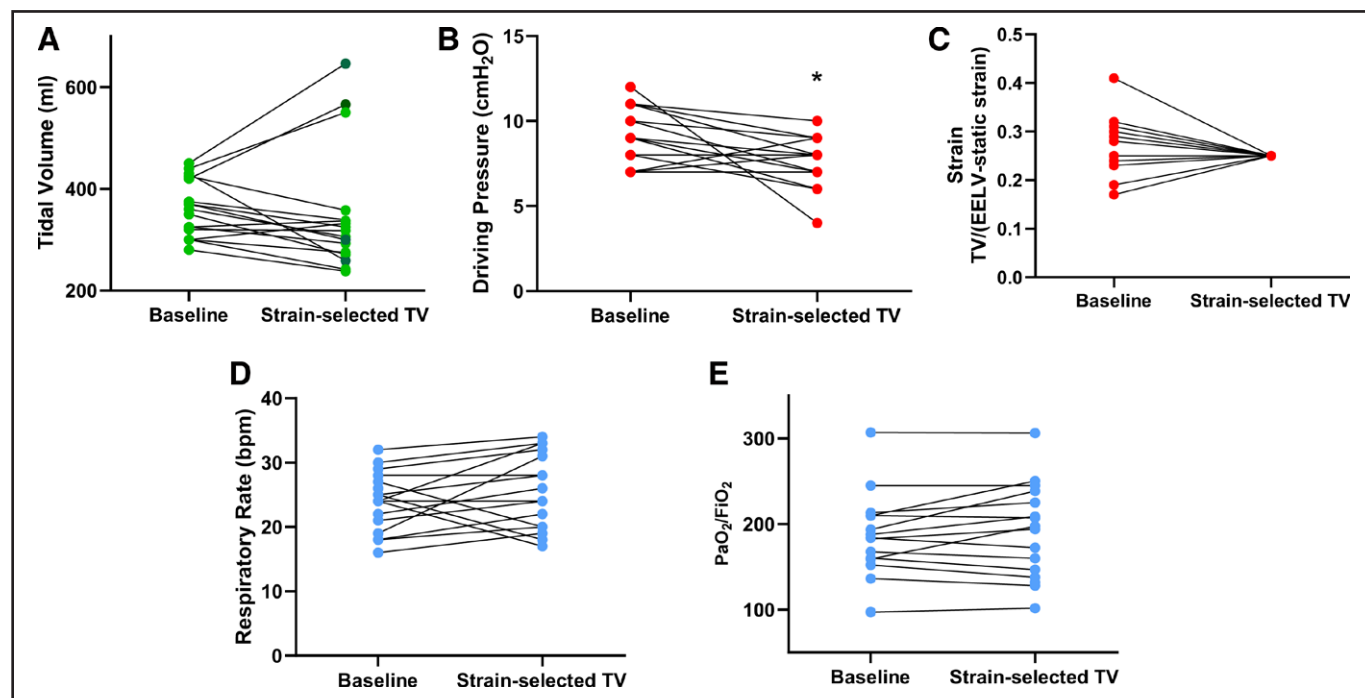 A
Tidal Volume (ml)
600
400
200
Baseline
Strain-selected TV
B
Driving Pressure (cmH₂O)
15
10
5
0
*
Baseline
Strain-selected TV
C
Strain
TV/(EELV-static strain)
0.5
0.4
0.3
0.2
0.1
0.0
Baseline
Strain-selected TV
D
Respiratory Rate (bpm)
40
30
20
10
0
Baseline
Strain-selected TV
E
PaO₂/FiO₂
300
200
100
Baseline
Strain-selected TV